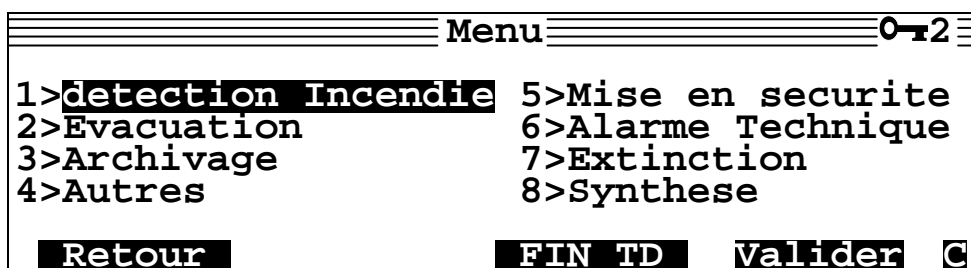 Menu 2
1>detection Incendie 5>Mise en securite
2>Evacuation 6>Alarme Technique
3>Archivage 7>Extinction
4>Autres 8>Synthese
Retour FIN TD Valider C